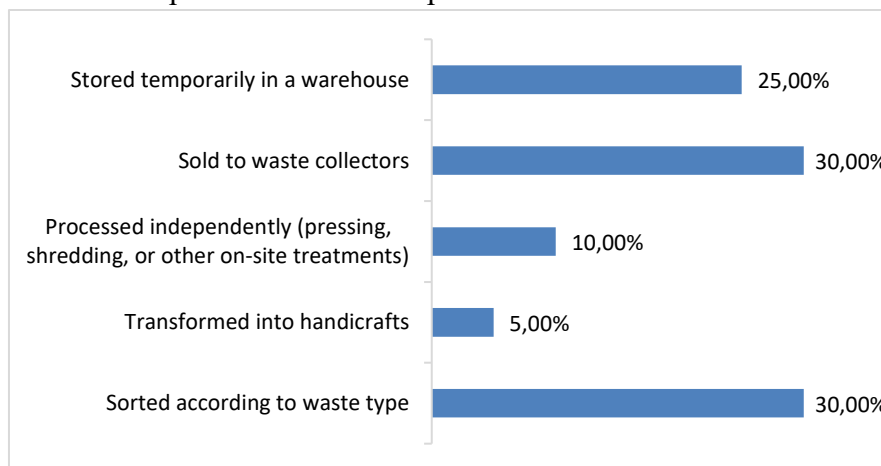 Stored temporarily in a warehouse
25,00%
Sold to waste collectors
30,00%
Processed independently (pressing,
shredding, or other on-site treatments)
10,00%
Transformed into handicrafts
5,00%
Sorted according to waste type
30,00%